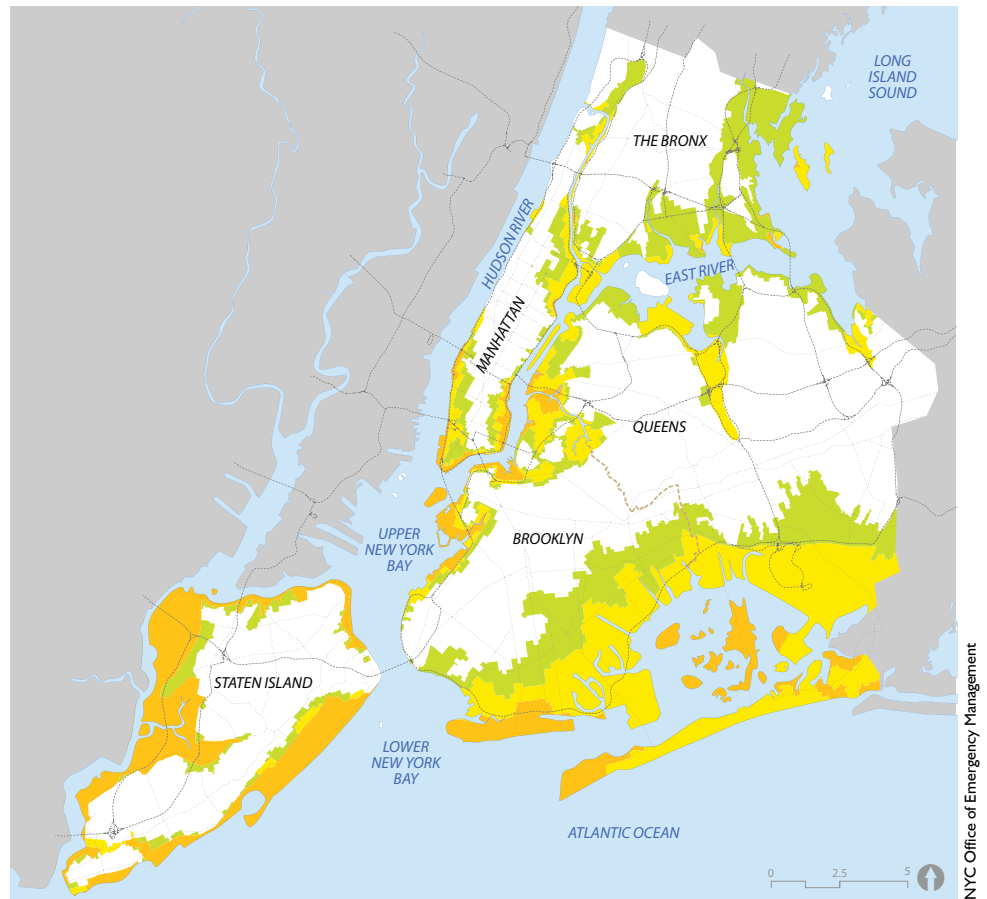 LONG
ISLAND
SOUND
THE BRONX
HUDSON RIVER
EAST RIVER
MANHATTAN
QUEENS
UPPER
NEW YORK
BAY
BROOKLYN
STATEN ISLAND
LOWER
NEW YORK
BAY
ATLANTIC OCEAN
0 2.5 5
NYC Office of Emergency Management